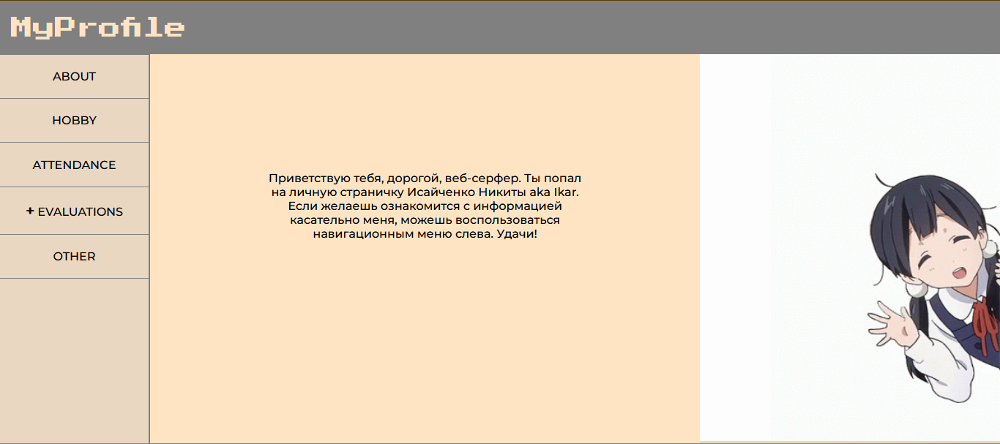 MyProfile
ABOUT
HOBBY
ATTENDANCE
+ EVALUATIONS
OTHER
Приветствую тебя, дорогой, веб-серфер. Ты попал
на личную страничку Исайченко Никиты aka Ikar.
Если желаешь ознакомится с информацией
касательно меня, можешь воспользоваться
навигационным меню слева. Удачи!